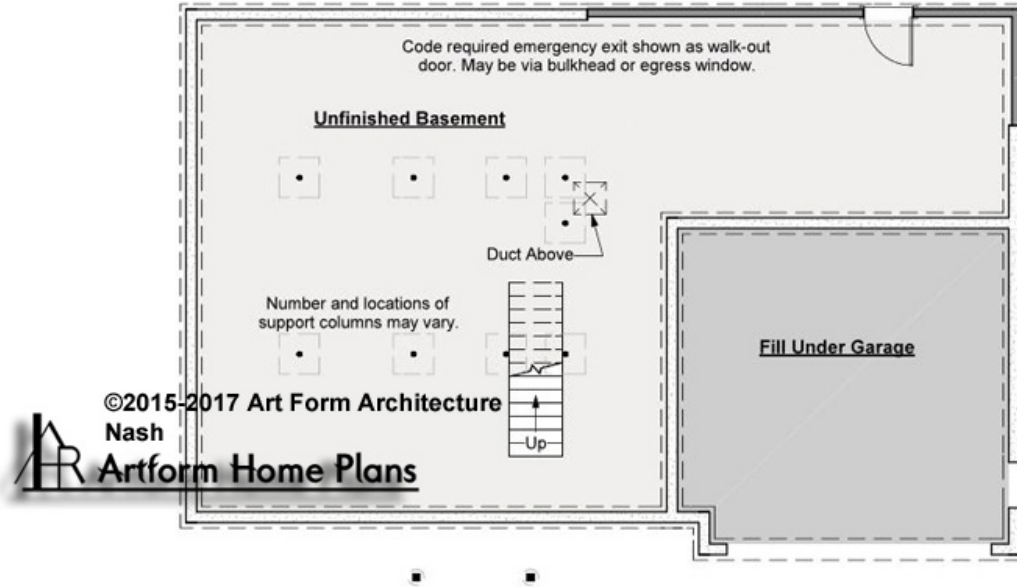 Code required emergency exit shown as walk-out
door. May be via bulkhead or egress window.
Unfinished Basement
Duct Above
Number and locations of
support columns may vary.
Fill Under Garage
Up
©2015-2017 Art Form Architecture
Nash
AR Artform Home Plans